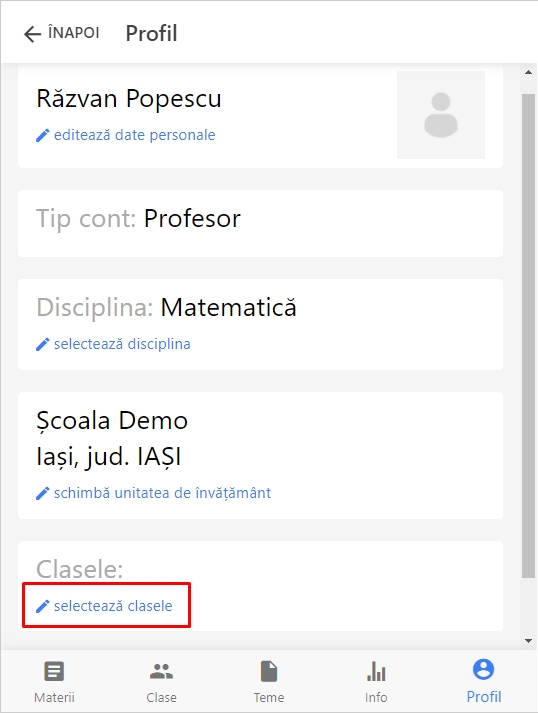 ÎNAPOI Profil
Răzvan Popescu
editează date personale
Tip cont: Profesor
Disciplina: Matematică
selectează disciplina
Școala Demo
Iași, jud. IAȘI
schimbă unitatea de învățământ
Clasele:
selectează clasele
Materii Clase Teme Info Profil